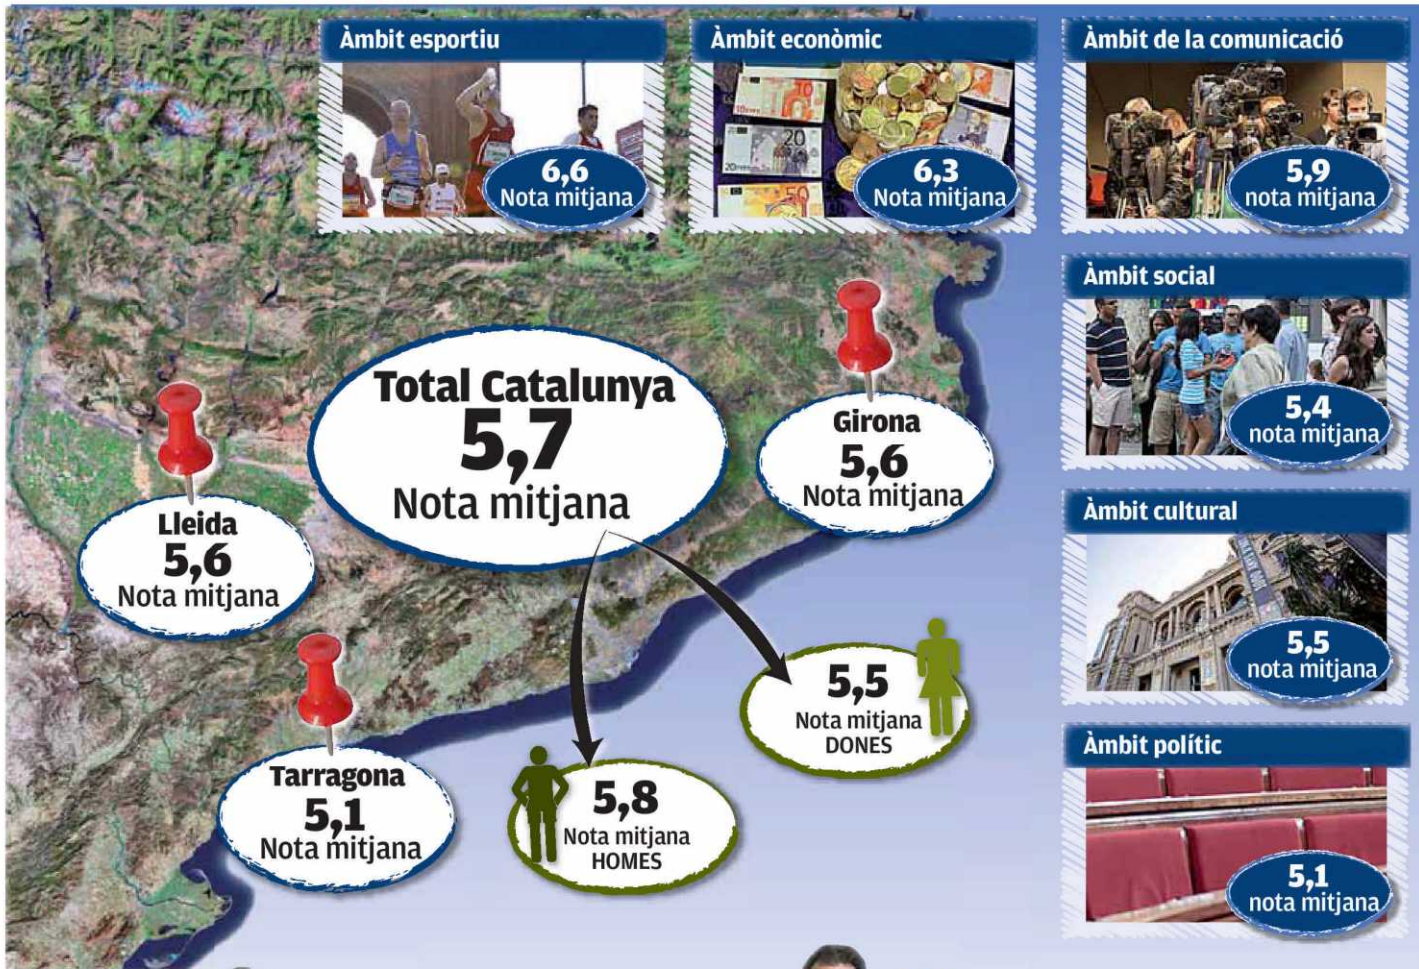 Àmbit esportiu
6,6
Nota mitjana
Àmbit econòmic
6,3
Nota mitjana
Àmbit de la comunicació
5,9
nota mitjana
Àmbit social
5,4
nota mitjana
Àmbit cultural
5,5
nota mitjana
Àmbit polític
5,1
nota mitjana
Total Catalunya
5,7
Nota mitjana
Girona
5,6
Nota mitjana
Lleida
5,6
Nota mitjana
Tarragona
5,1
Nota mitjana
5,5
Nota mitjana
DONES
5,8
Nota mitjana
HOMES
10
20
50